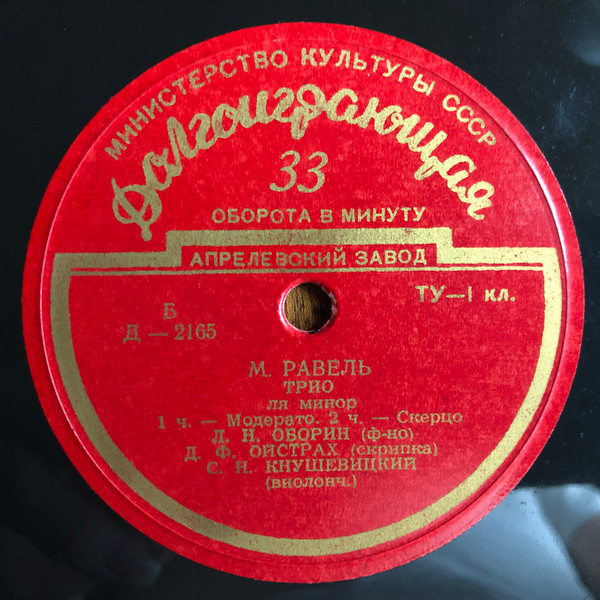 МИНИСТЕРСТВО КУЛЬТУРЫ СССР
Долгоиграющая
33
ОБОРОТА В МИНУТУ
АПРЕЛЕВСКИЙ ЗАВОД
ТУ—1 кл.
Б
Д — 2165
М. РАВЕЛЬ
ТРИО
ля минор
1 ч. — Модерато. 2 ч. — Скерцо
Л. Н. ОБОРИН (ф-но)
Д. Ф. ОЙСТРАХ (скрипка)
С. Н. КНУШЕВИЦКИЙ
(виолонч.)